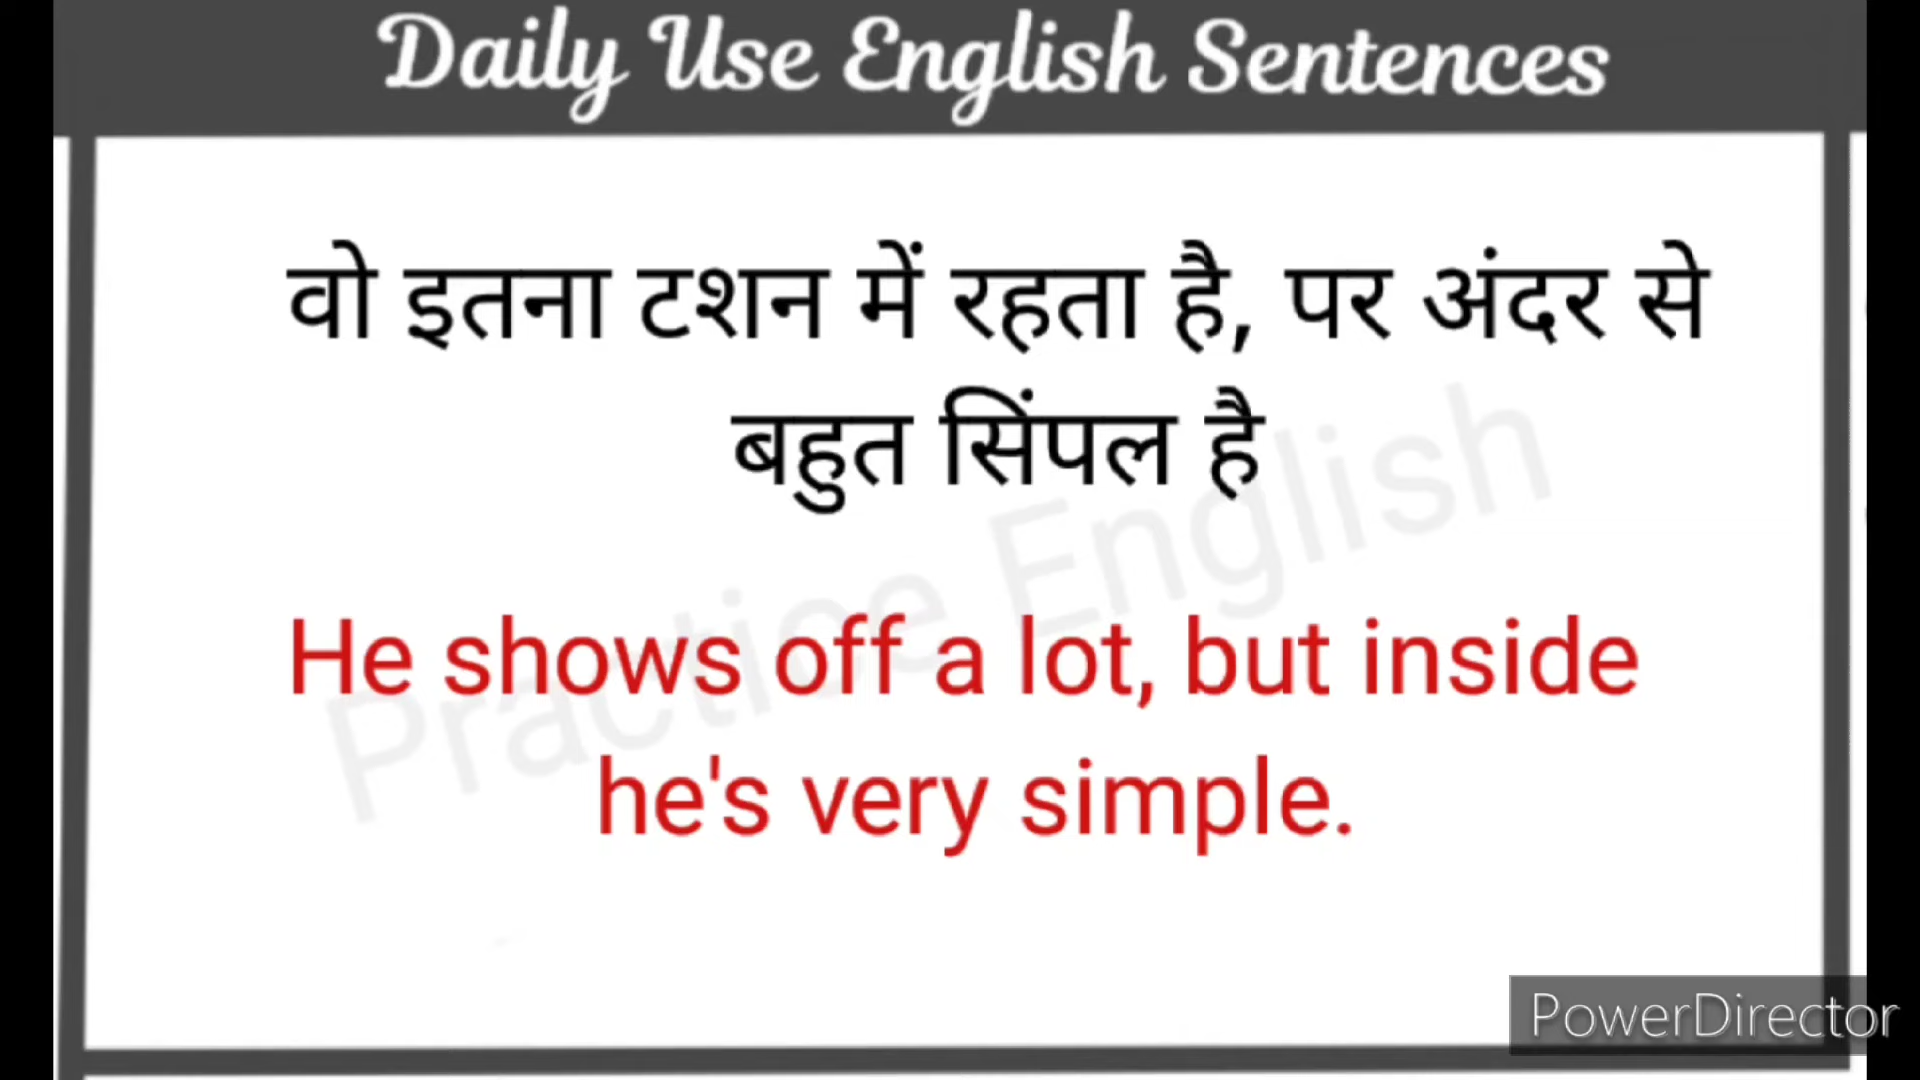 Daily Use English Sentences
वो इतना टशन में रहता है, पर अंदर से
बहुत सिंपल है
Practice English
He shows off a lot, but inside
he's very simple.
PowerDirector